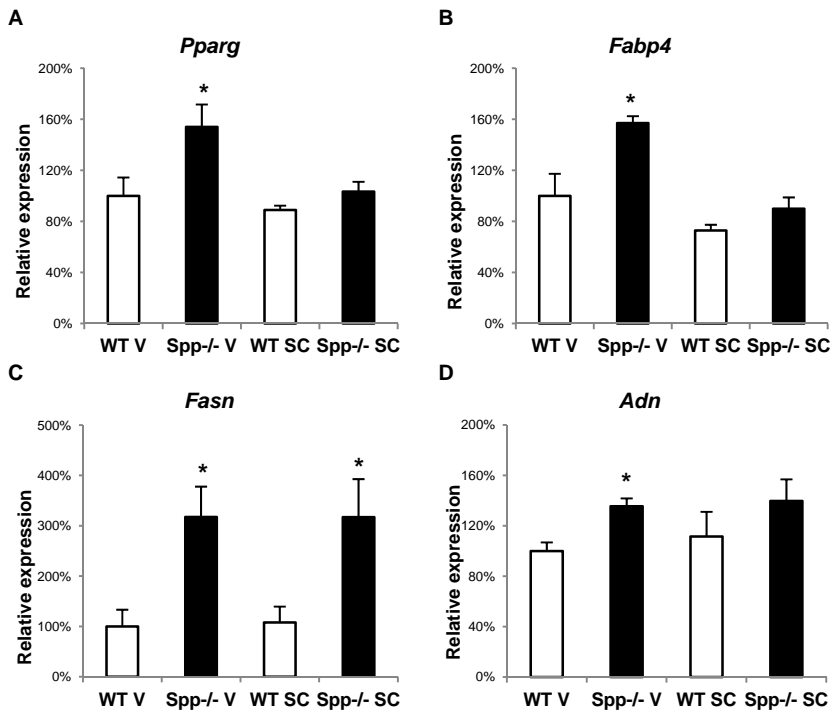 A
Pparg
Relative expression
200%
160%
120%
80%
40%
0%
*
WT V
Spp-/- V
WT SC
Spp-/- SC
B
Fabp4
Relative expression
200%
160%
120%
80%
40%
0%
*
WT V
Spp-/- V
WT SC
Spp-/- SC
C
Fasn
Relative expression
500%
400%
300%
200%
100%
0%
*
*
WT V
Spp-/- V
WT SC
Spp-/- SC
D
Adn
Relative expression
200%
160%
120%
80%
40%
0%
*
WT V
Spp-/- V
WT SC
Spp-/- SC